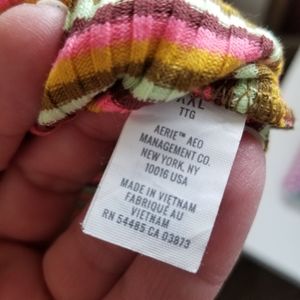 XXL
TTG
AERIE™ AEO
MANAGEMENT CO.
NEW YORK, NY
10016 USA
MADE IN VIETNAM
FABRIQUÉ AU
VIETNAM
RN 54485 CA 03873